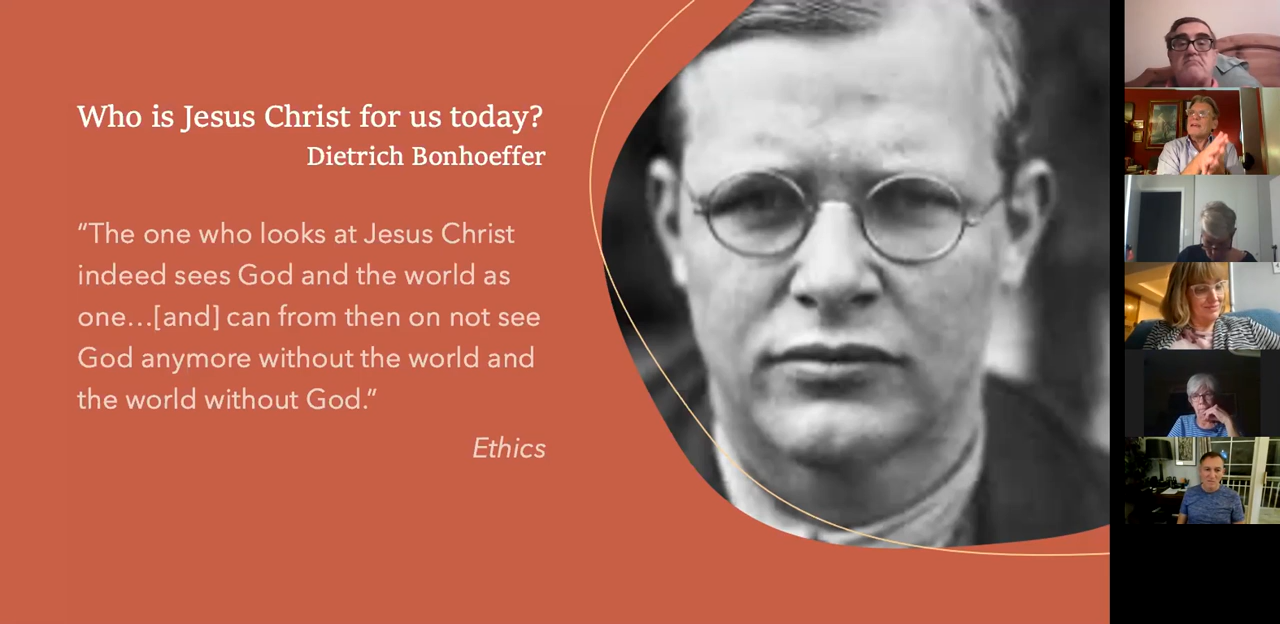 Who is Jesus Christ for us today?
Dietrich Bonhoeffer
“The one who looks at Jesus Christ
indeed sees God and the world as
one…[and] can from then on not see
God anymore without the world and
the world without God.”
Ethics